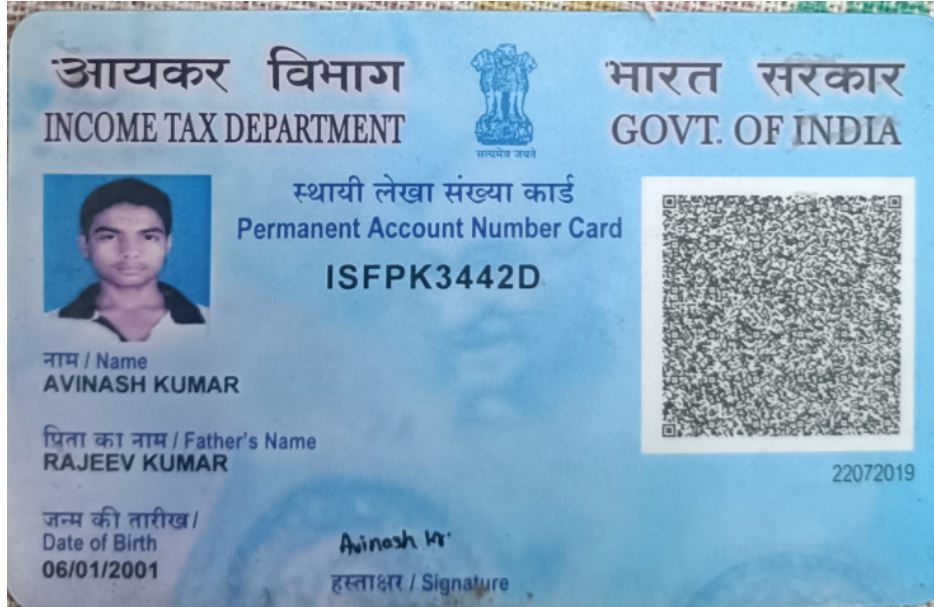 आयकर विभाग
INCOME TAX DEPARTMENT
सत्यमेव जयते
भारत सरकार
GOVT. OF INDIA
स्थायी लेखा संख्या कार्ड
Permanent Account Number Card
ISFPK3442D
नाम / Name
AVINASH KUMAR
पिता का नाम / Father's Name
RAJEEV KUMAR
22072019
जन्म की तारीख /
Date of Birth
06/01/2001
Avinash Kr.
हस्ताक्षर / Signature